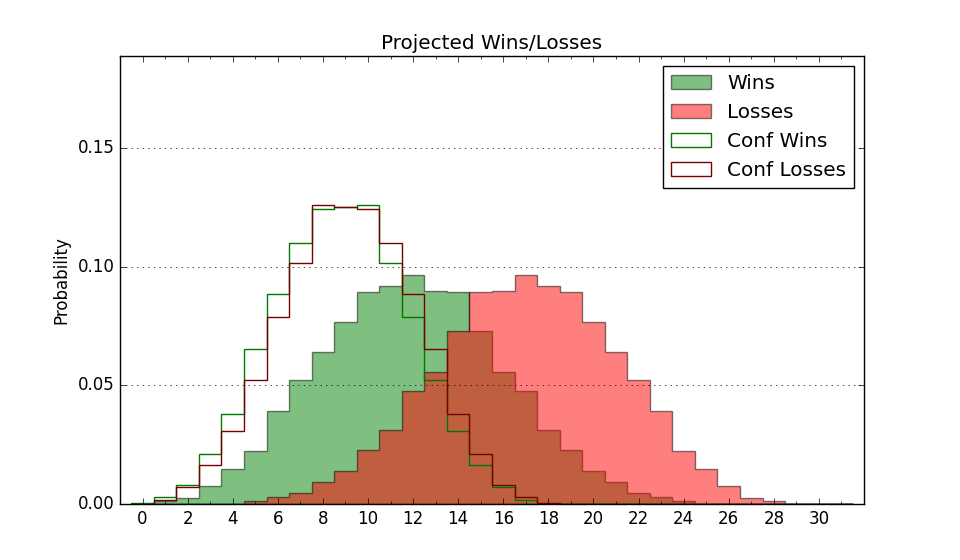 Projected Wins/Losses
Wins
Losses
Conf Wins
Conf Losses
Probability
0.15
0.10
0.05
0.00
0 2 4 6 8 10 12 14 16 18 20 22 24 26 28 30